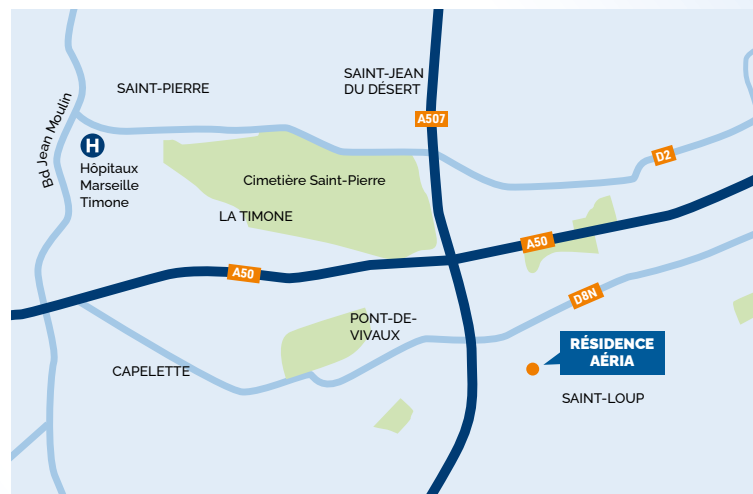 SAINT-JEAN
DU DÉSERT
SAINT-PIERRE
Bd Jean Moulin
A507
H
Hôpitaux
Marseille
Timone
D2
Cimetière Saint-Pierre
LA TIMONE
A50
A50
D8N
PONT-DE-
VIVAUX
RÉSIDENCE
AÉRIA
CAPELETTE
SAINT-LOUP